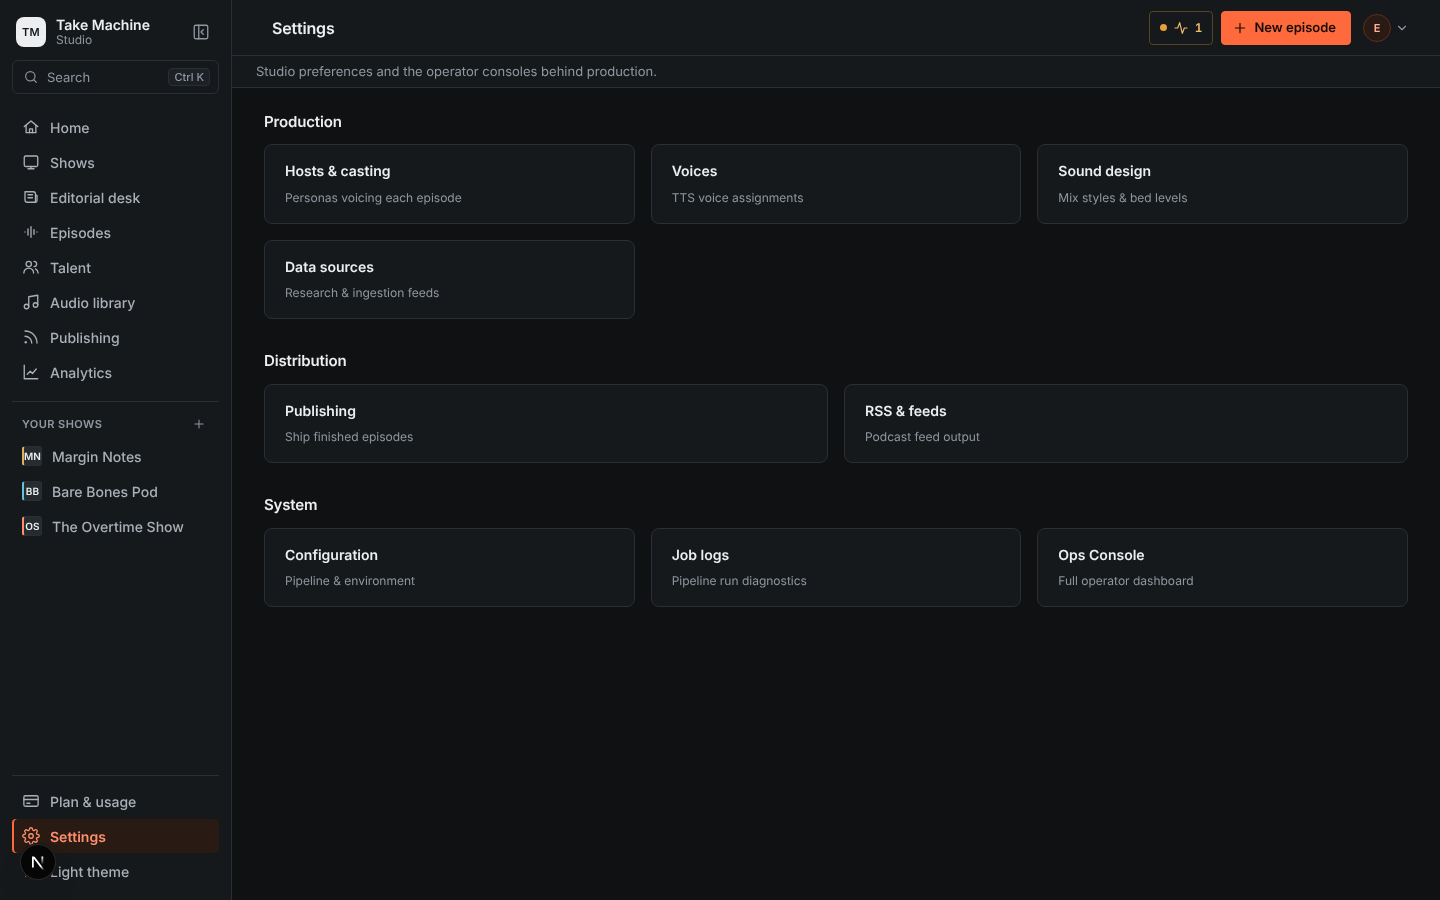 TM
Take Machine
Studio
Search
Ctrl K
Home
Shows
Editorial desk
Episodes
Talent
Audio library
Publishing
Analytics
YOUR SHOWS
MN
Margin Notes
BB
Bare Bones Pod
OS
The Overtime Show
Plan & usage
Settings
N
Light theme
Settings
1
New episode
E
Studio preferences and the operator consoles behind production.
Production
Hosts & casting
Personas voicing each episode
Voices
TTS voice assignments
Sound design
Mix styles & bed levels
Data sources
Research & ingestion feeds
Distribution
Publishing
Ship finished episodes
RSS & feeds
Podcast feed output
System
Configuration
Pipeline & environment
Job logs
Pipeline run diagnostics
Ops Console
Full operator dashboard